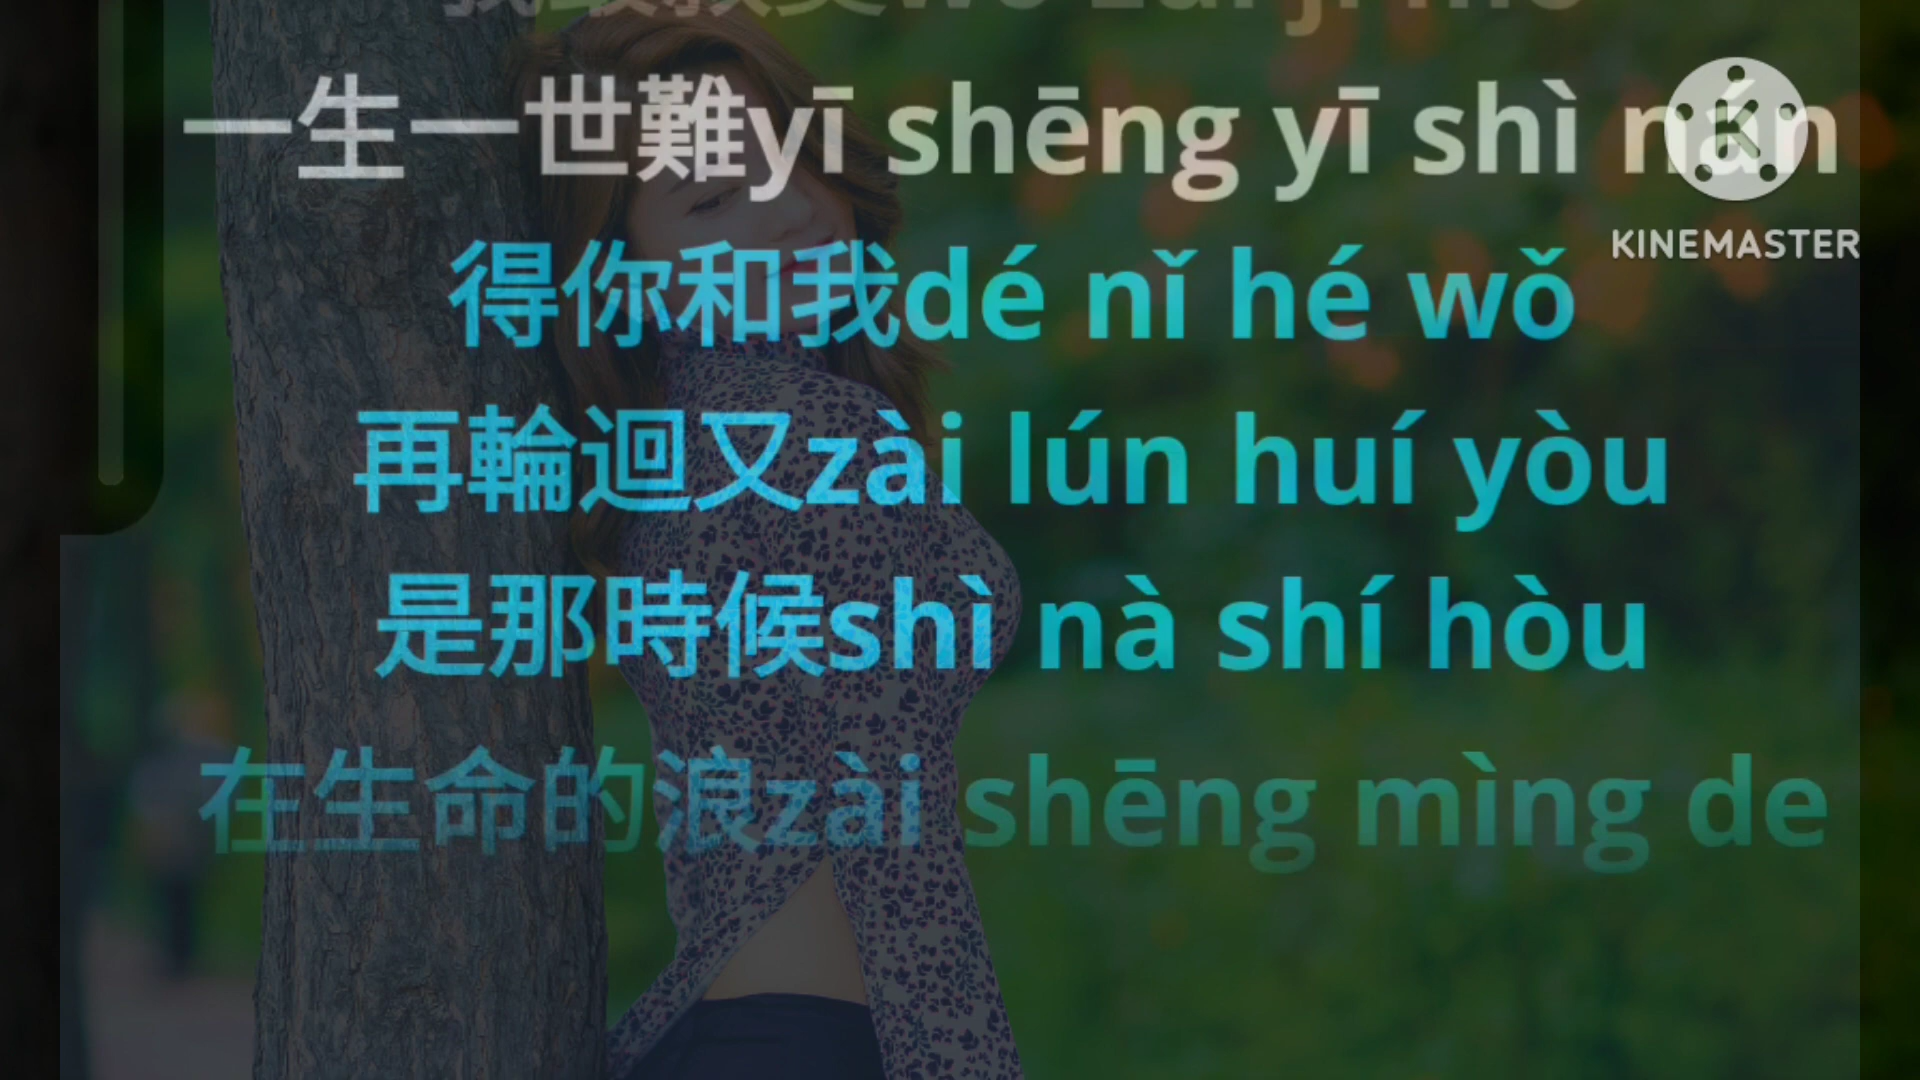 一生一世難yī shēng yī shì nán
KINEMASTER
得你和我dé nǐ hé wǒ
再輪迴又zài lún huí yòu
是那時候shì nà shí hòu
在生命的浪zài shēng mìng de